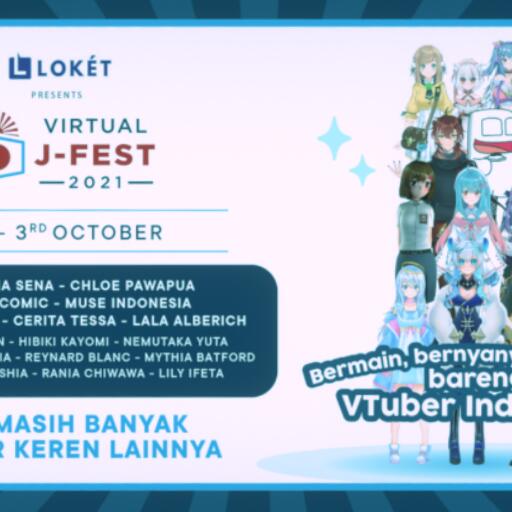 LOKÉT
PRESENTS
VIRTUAL
J-FEST
2021
- 3RD OCTOBER
A SENA - CHLOE PAWAPUA
COMIC - MUSE INDONESIA
- CERITA TESSA - LALA ALBERICH
N - HIBIKI KAYOMI - NEMUTAKA YUTA
IA - REYNARD BLANC - MYTHIA BATFORD
SHIA - RANIA CHIWAWA - LILY IFETA
MASIH BANYAK
R KEREN LAINNYA
Bermain, bernyany
bareng
VTuber Ind